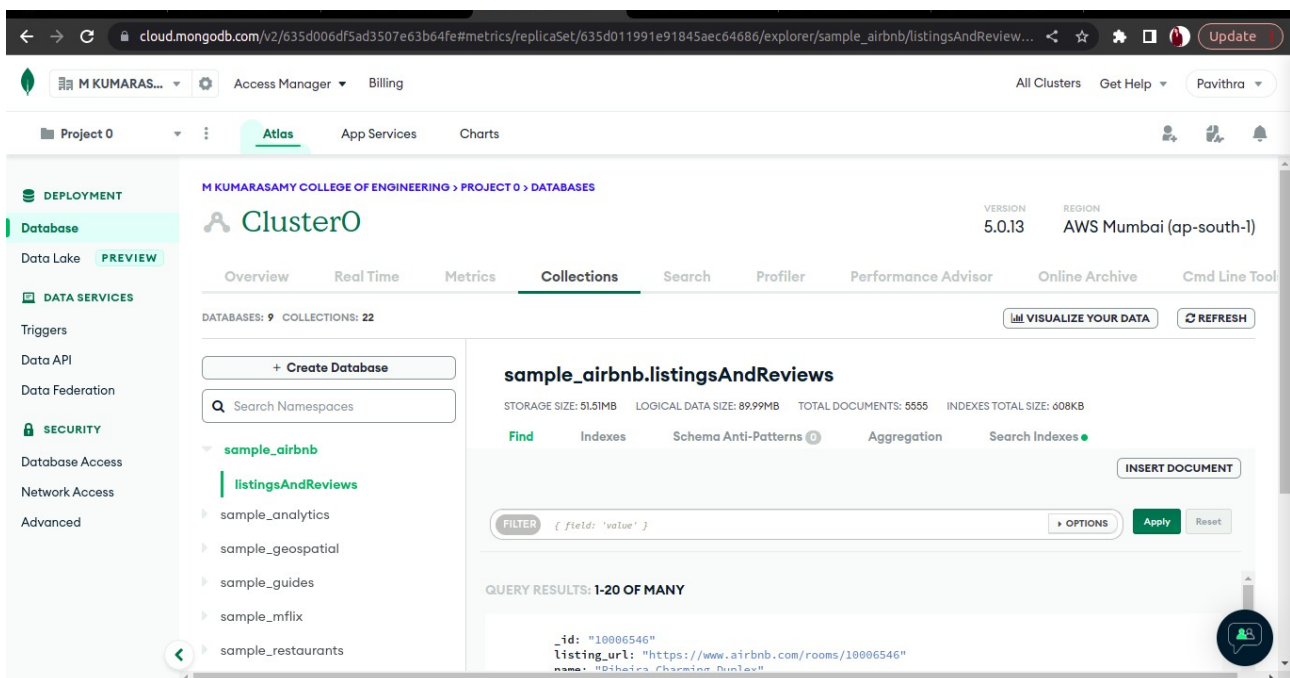 cloud.mongodb.com/v2/635d006df5ad3507e63b64fe#metrics/replicaSet/635d011991e91845aec64686/explorer/sample_airbnb/listingsAndReview... Update
M KUMARAS... Access Manager Billing All Clusters Get Help Pavithra
Project 0 Atlas App Services Charts
DEPLOYMENT
Database
Data Lake PREVIEW
DATA SERVICES
Triggers
Data API
Data Federation
SECURITY
Database Access
Network Access
Advanced
M KUMARASAMY COLLEGE OF ENGINEERING > PROJECT 0 > DATABASES
Cluster0
VERSION
5.0.13
REGION
AWS Mumbai (ap-south-1)
Overview Real Time Metrics Collections Search Profiler Performance Advisor Online Archive Cmd Line Tool
DATABASES: 9 COLLECTIONS: 22
VISUALIZE YOUR DATA REFRESH
+ Create Database
Search Namespaces
sample_airbnb
listingsAndReviews
sample_analytics
sample_geospatial
sample_guides
sample_mflix
sample_restaurants
sample_airbnb.listingsAndReviews
STORAGE SIZE: 51.51MB LOGICAL DATA SIZE: 89.99MB TOTAL DOCUMENTS: 5555 INDEXES TOTAL SIZE: 608KB
Find Indexes Schema Anti-Patterns 0 Aggregation Search Indexes
INSERT DOCUMENT
FILTER { field: 'value' } OPTIONS Apply Reset
QUERY RESULTS: 1-20 OF MANY
_id: "10006546"
listing_url: "https://www.airbnb.com/rooms/10006546"
name: "Ribeira Charming Duplex"